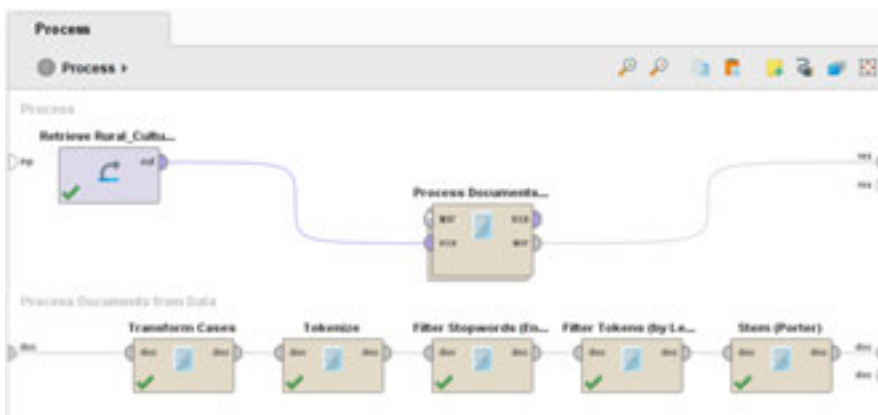 Process
Process
Process
Retrieve Rural_Cultu...
inp
out
res
res
Process Documents...
wor
exa
exa
wor
Process Documents from Data
Transform Cases
Tokenize
Filter Stopwords (En...
Filter Tokens (by Le...
Stem (Porter)
doc
doc
doc
doc
doc
doc
doc
doc
doc
doc
doc
doc
doc